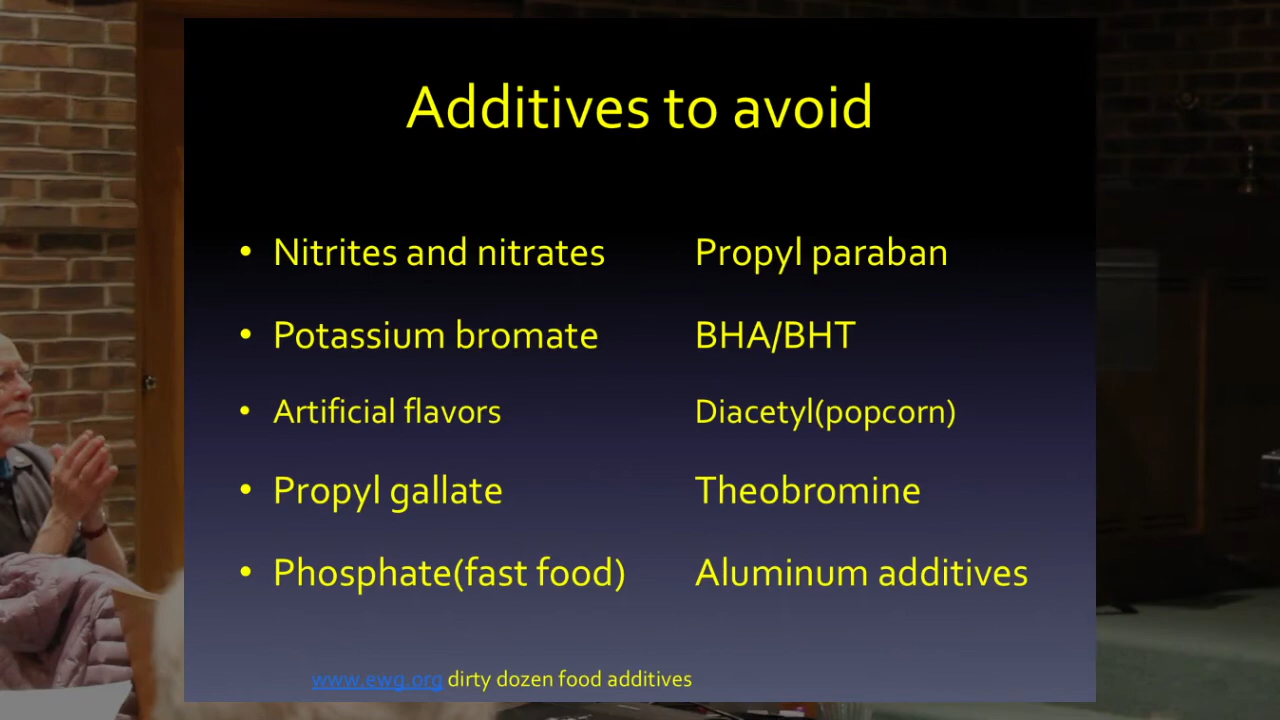 Additives to avoid
• Nitrites and nitrates Propyl paraban
• Potassium bromate BHA/BHT
• Artificial flavors Diacetyl(popcorn)
• Propyl gallate Theobromine
• Phosphate(fast food) Aluminum additives
www.ewg.org dirty dozen food additives